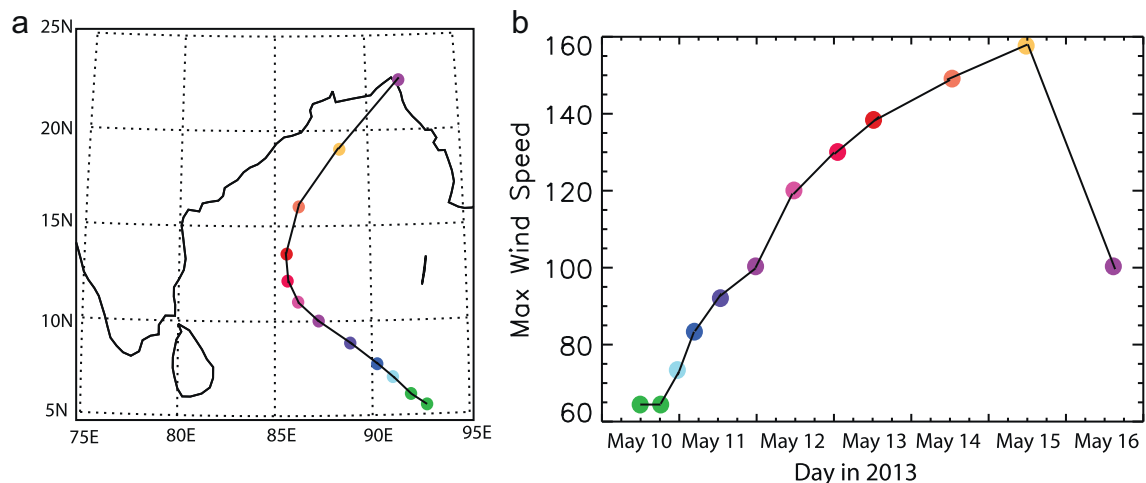 a
25N
20N
15N
10N
5N
75E 80E 85E 90E 95E
b
Max Wind Speed
160
140
120
100
80
60
May 10 May 11 May 12 May 13 May 14 May 15 May 16
Day in 2013